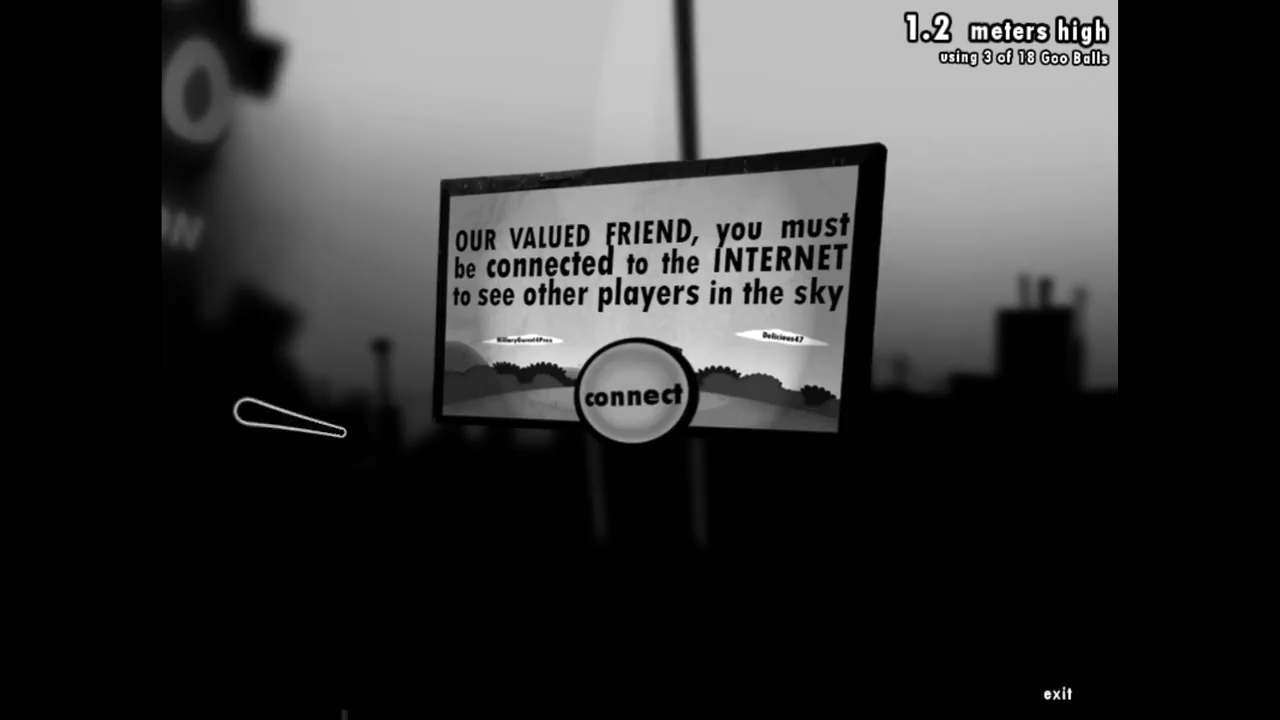 1.2 meters high
using 3 of 18 Goo Balls
OUR VALUED FRIEND, you must
be connected to the INTERNET
to see other players in the sky
Delicious47
connect
exit